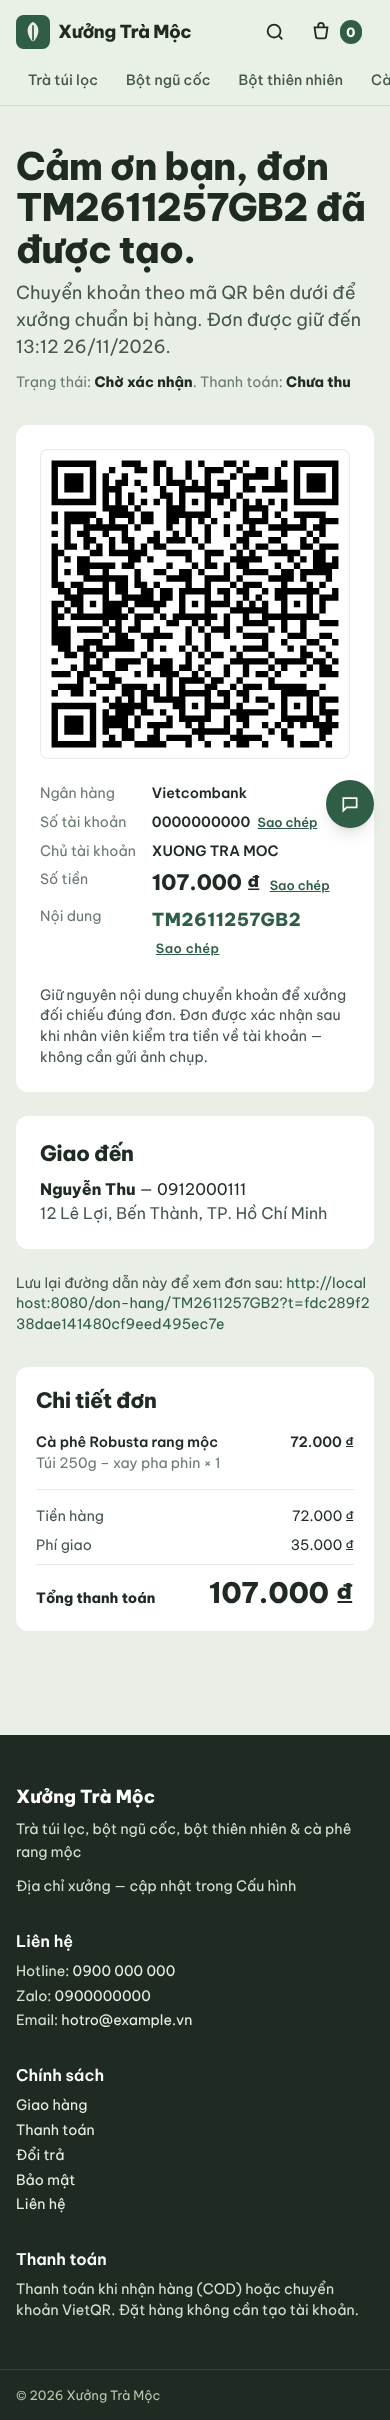 Xưởng Trà Mộc
0
Trà túi lọc Bột ngũ cốc Bột thiên nhiên Cà
Cảm ơn bạn, đơn
TM2611257GB2 đã
được tạo.
Chuyển khoản theo mã QR bên dưới để
xưởng chuẩn bị hàng. Đơn được giữ đến
13:12 26/11/2026.
Trạng thái: Chờ xác nhận. Thanh toán: Chưa thu
Ngân hàng Vietcombank
Số tài khoản 0000000000 Sao chép
Chủ tài khoản XUONG TRA MOC
Số tiền 107.000 ₫ Sao chép
Nội dung TM2611257GB2
Sao chép
Giữ nguyên nội dung chuyển khoản để xưởng
đối chiếu đúng đơn. Đơn được xác nhận sau
khi nhân viên kiểm tra tiền về tài khoản —
không cần gửi ảnh chụp.
Giao đến
Nguyễn Thu — 0912000111
12 Lê Lợi, Bến Thành, TP. Hồ Chí Minh
Lưu lại đường dẫn này để xem đơn sau: http://local
host:8080/don-hang/TM2611257GB2?t=fdc289f2
38dae141480cf9eed495ec7e
Chi tiết đơn
Cà phê Robusta rang mộc 72.000 ₫
Túi 250g – xay pha phin × 1
Tiền hàng 72.000 ₫
Phí giao 35.000 ₫
Tổng thanh toán 107.000 ₫
Xưởng Trà Mộc
Trà túi lọc, bột ngũ cốc, bột thiên nhiên & cà phê
rang mộc
Địa chỉ xưởng — cập nhật trong Cấu hình
Liên hệ
Hotline: 0900 000 000
Zalo: 0900000000
Email: hotro@example.vn
Chính sách
Giao hàng
Thanh toán
Đổi trả
Bảo mật
Liên hệ
Thanh toán
Thanh toán khi nhận hàng (COD) hoặc chuyển
khoản VietQR. Đặt hàng không cần tạo tài khoản.
© 2026 Xưởng Trà Mộc